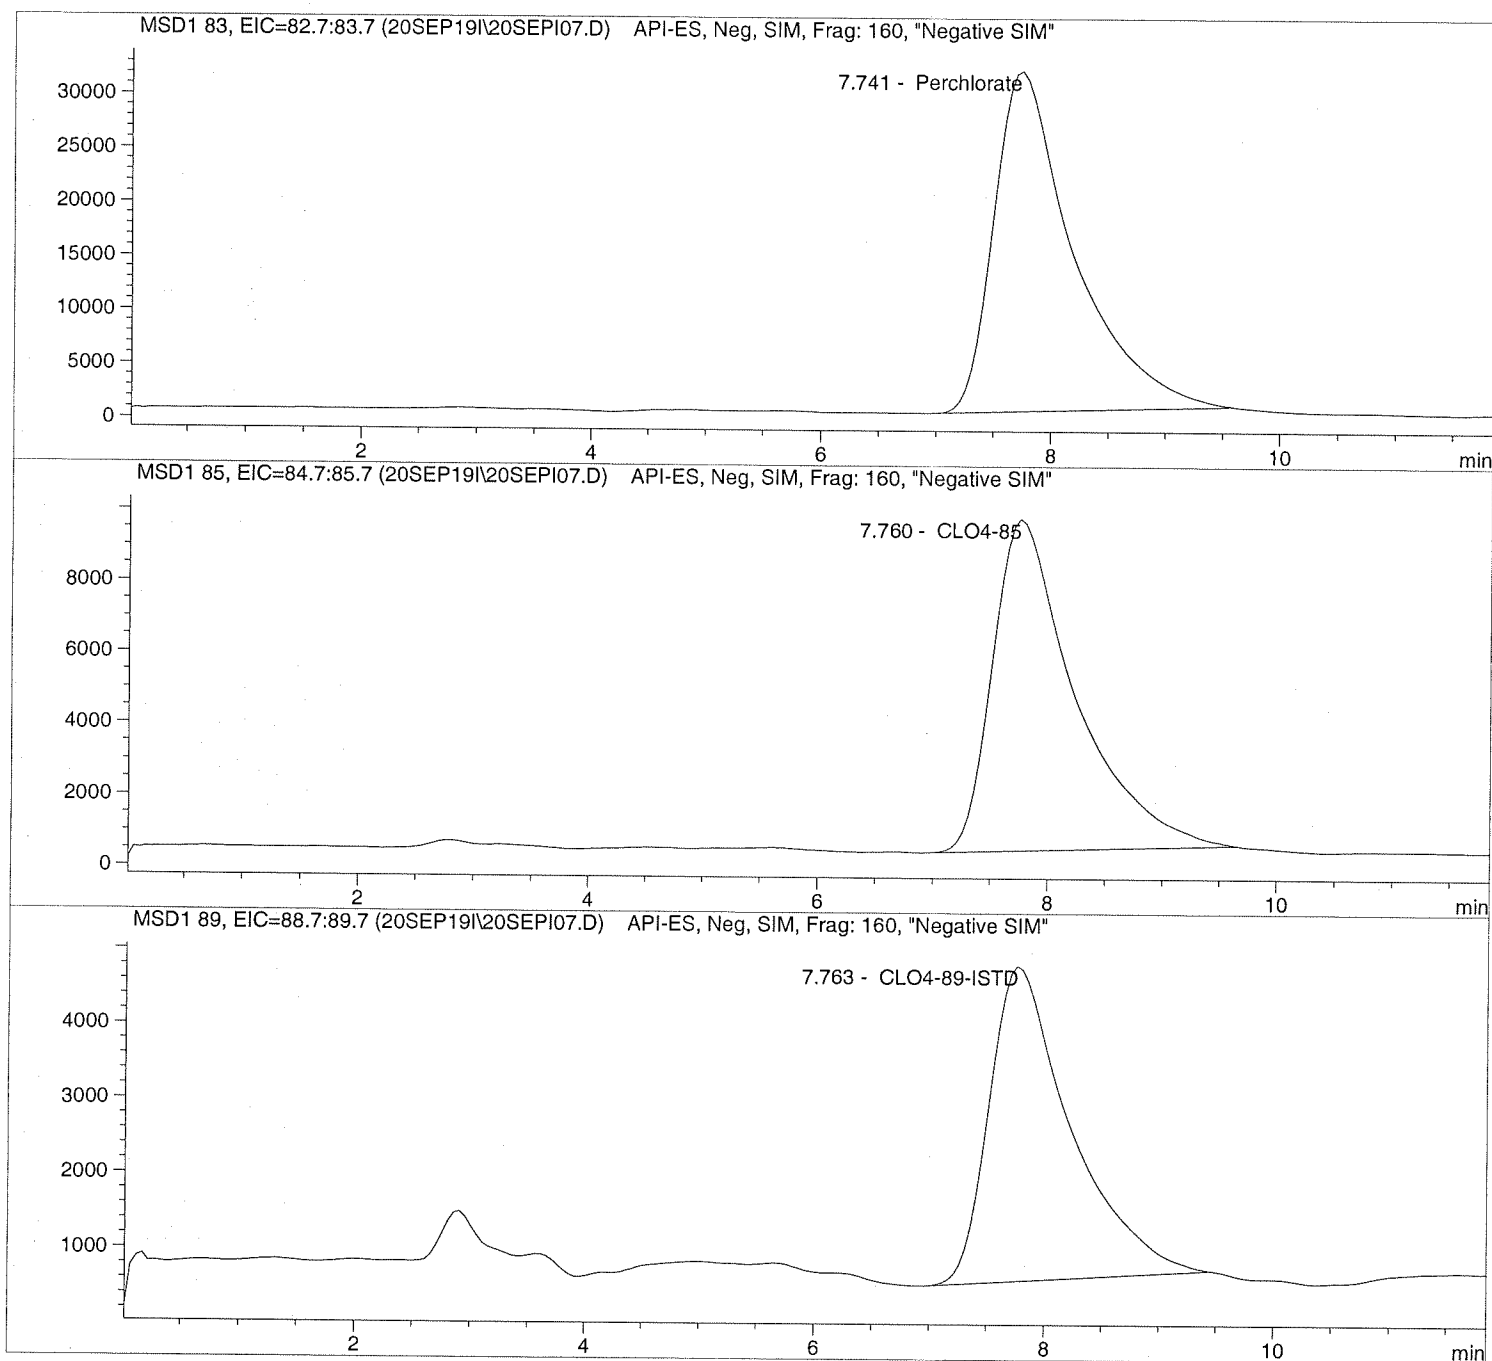 MSD1 83, EIC=82.7:83.7 (20SEP19I\20SEPI07.D) API-ES, Neg, SIM, Frag: 160, "Negative SIM"
7.741 - Perchlorate
30000
25000
20000
15000
10000
5000
0
2 4 6 8 10 min
MSD1 85, EIC=84.7:85.7 (20SEP19I\20SEPI07.D) API-ES, Neg, SIM, Frag: 160, "Negative SIM"
7.760 - CLO4-85
8000
6000
4000
2000
0
2 4 6 8 10 min
MSD1 89, EIC=88.7:89.7 (20SEP19I\20SEPI07.D) API-ES, Neg, SIM, Frag: 160, "Negative SIM"
7.763 - CLO4-89-ISTD
4000
3000
2000
1000
2 4 6 8 10 min